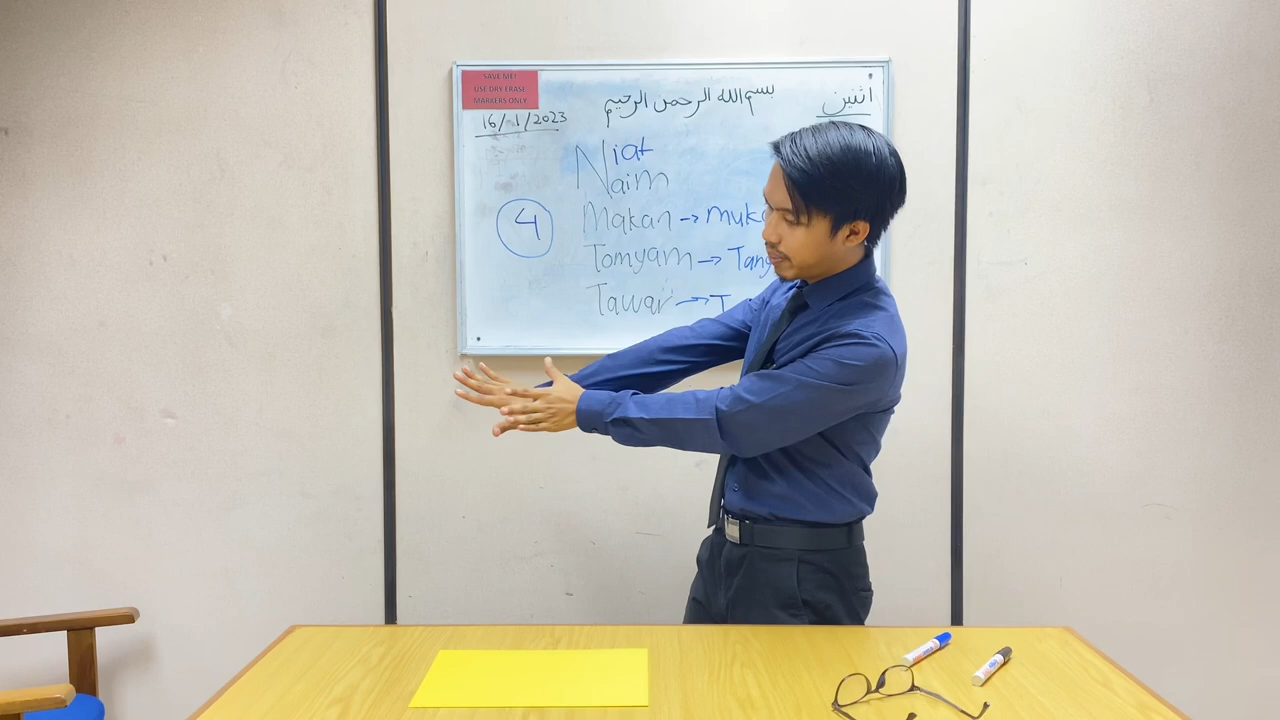 SAVE ME!
USE DRY ERASE
MARKERS ONLY
بسم الله الرحمن الرحيم
اثنين
16/1/2023
Niat
Naim
4
Makan → muka
Tomyam → Tang
Tawar → T